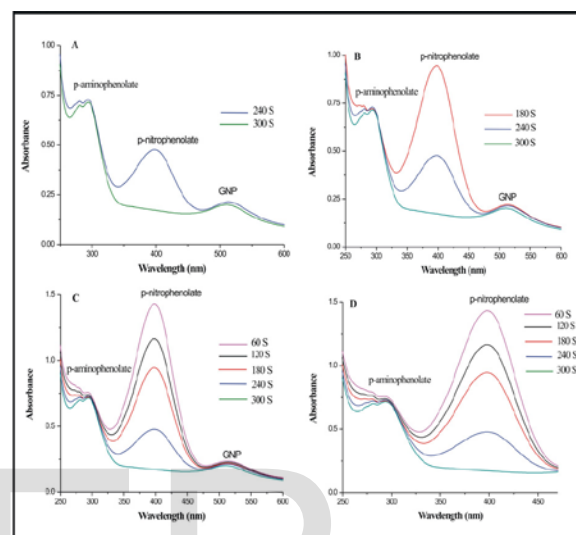 A
p-aminophenolate
240 S
300 S
p-nitrophenolate
GNP
Absorbance
1.00
0.75
0.50
0.25
0.00
300 400 500 600
Wavelength (nm)
B
p-nitrophenolate
p-aminophenolate
180 S
240 S
300 S
GNP
Absorbance
1.00
0.75
0.50
0.25
0.00
250 300 350 400 450 500 550 600
Wavelength (nm)
C
p-nitrophenolate
p-aminophenolate
60 S
120 S
180 S
240 S
300 S
GNP
Absorbance
1.5
1.0
0.5
0.0
250 300 350 400 450 500 550 600
Wavelength (nm)
D
p-nitrophenolate
p-aminophenolate
60 S
120 S
180 S
240 S
300 S
Absorbance
1.5
1.0
0.5
0.0
250 300 350 400 450
Wavelength (nm)